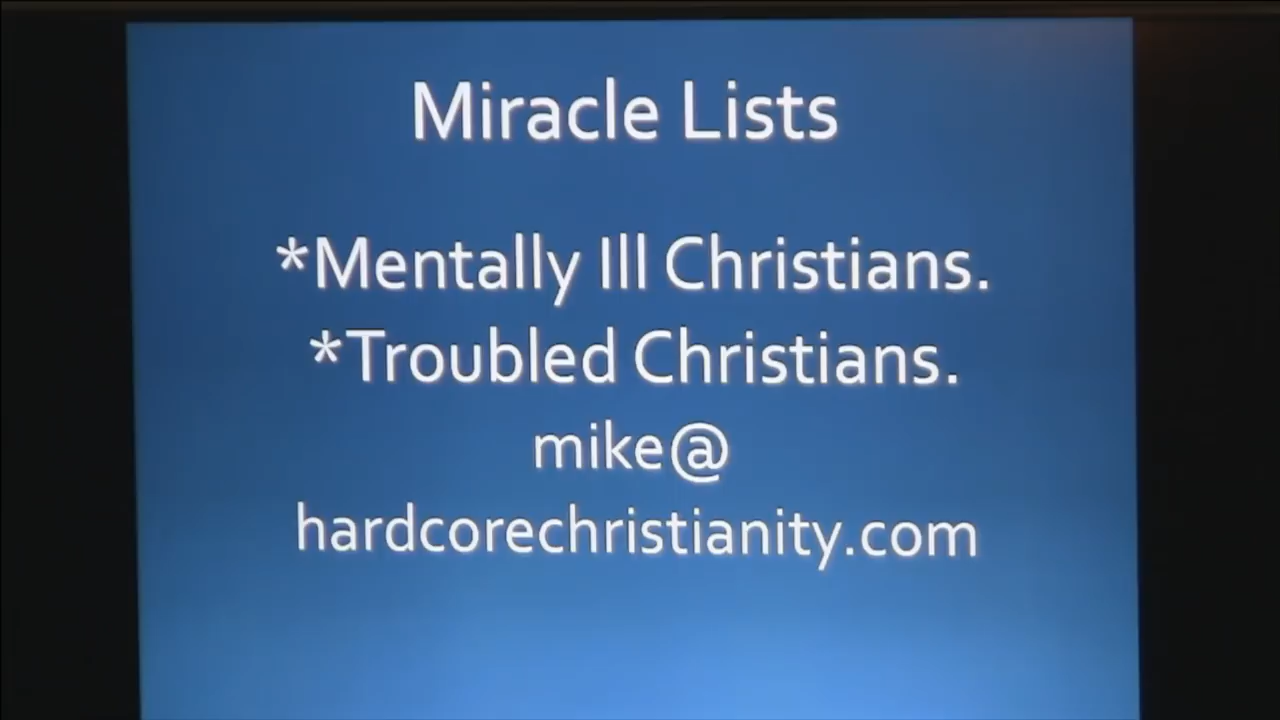 Miracle Lists
*Mentally Ill Christians.
*Troubled Christians.
mike@
hardcorechristianity.com